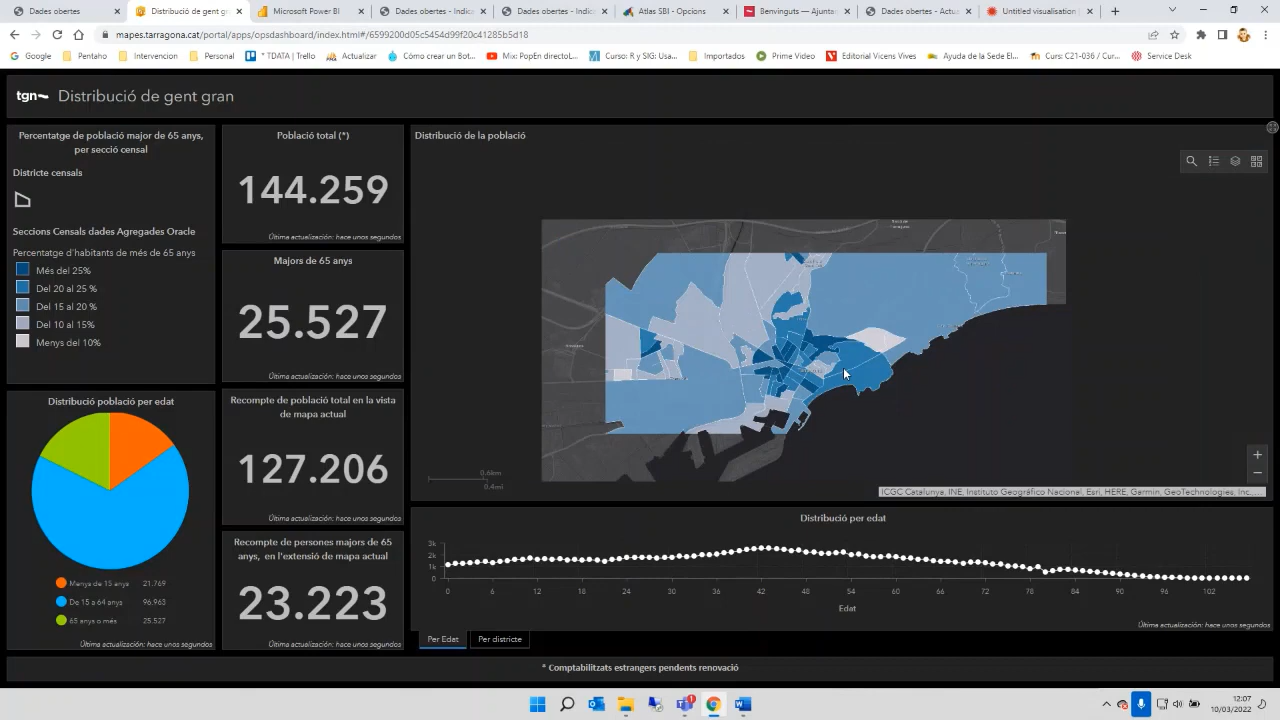 Dades obertes
Distribució de gent gr
Microsoft Power BI
Dades obertes - Indica
Dades obertes - Indic
Atlas SBI - Opcions
Benvinguts — Ajuntam
Dades obertes - Actua
Untitled visualisation |
mapes.tarragona.cat/portal/apps/opsdashboard/index.html#/6599200d05c5454d99f20c41285b5d18
Google
Pentaho
Intervencion
Personal
* TDATA | Trello
Actualizar
Cómo crear un Bot...
Mix: PopEn directoL...
Curso: R y SIG: Usa...
Importados
Prime Video
Editorial Vicens Vives
Ayuda de la Sede El...
Curs: C21-036 / Cur...
Service Desk
tgn~ Distribució de gent gran
Percentatge de població major de 65 anys,
per secció censal
Districte censals
Seccions Censals dades Agregades Oracle
Percentatge d'habitants de més de 65 anys
Més del 25%
Del 20 al 25 %
Del 15 al 20 %
Del 10 al 15%
Menys del 10%
Distribució població per edat
Menys de 15 anys 21.769
De 15 a 64 anys 96.963
65 anys o més 25.527
Última actualización: hace unos segundos
Població total (*)
144.259
Última actualización: hace unos segundos
Majors de 65 anys
25.527
Última actualización: hace unos segundos
Recompte de població total en la vista
de mapa actual
127.206
Última actualización: hace unos segundos
Recompte de persones majors de 65
anys, en l'extensió de mapa actual
23.223
Última actualización: hace unos segundos
Distribució de la població
0.6km
0.4mi
ICGC Catalunya, INE, Instituto Geográfico Nacional, Esri, HERE, Garmin, GeoTechnologies, Inc....
Distribució per edat
3k
2k
1k
0
0 6 12 18 24 30 36 42 48 54 60 66 72 78 84 90 96 102
Edat
Última actualización: hace unos segundos
Per Edat
Per districte
* Comptabilitzats estrangers pendents renovació
1
12:07
10/03/2022